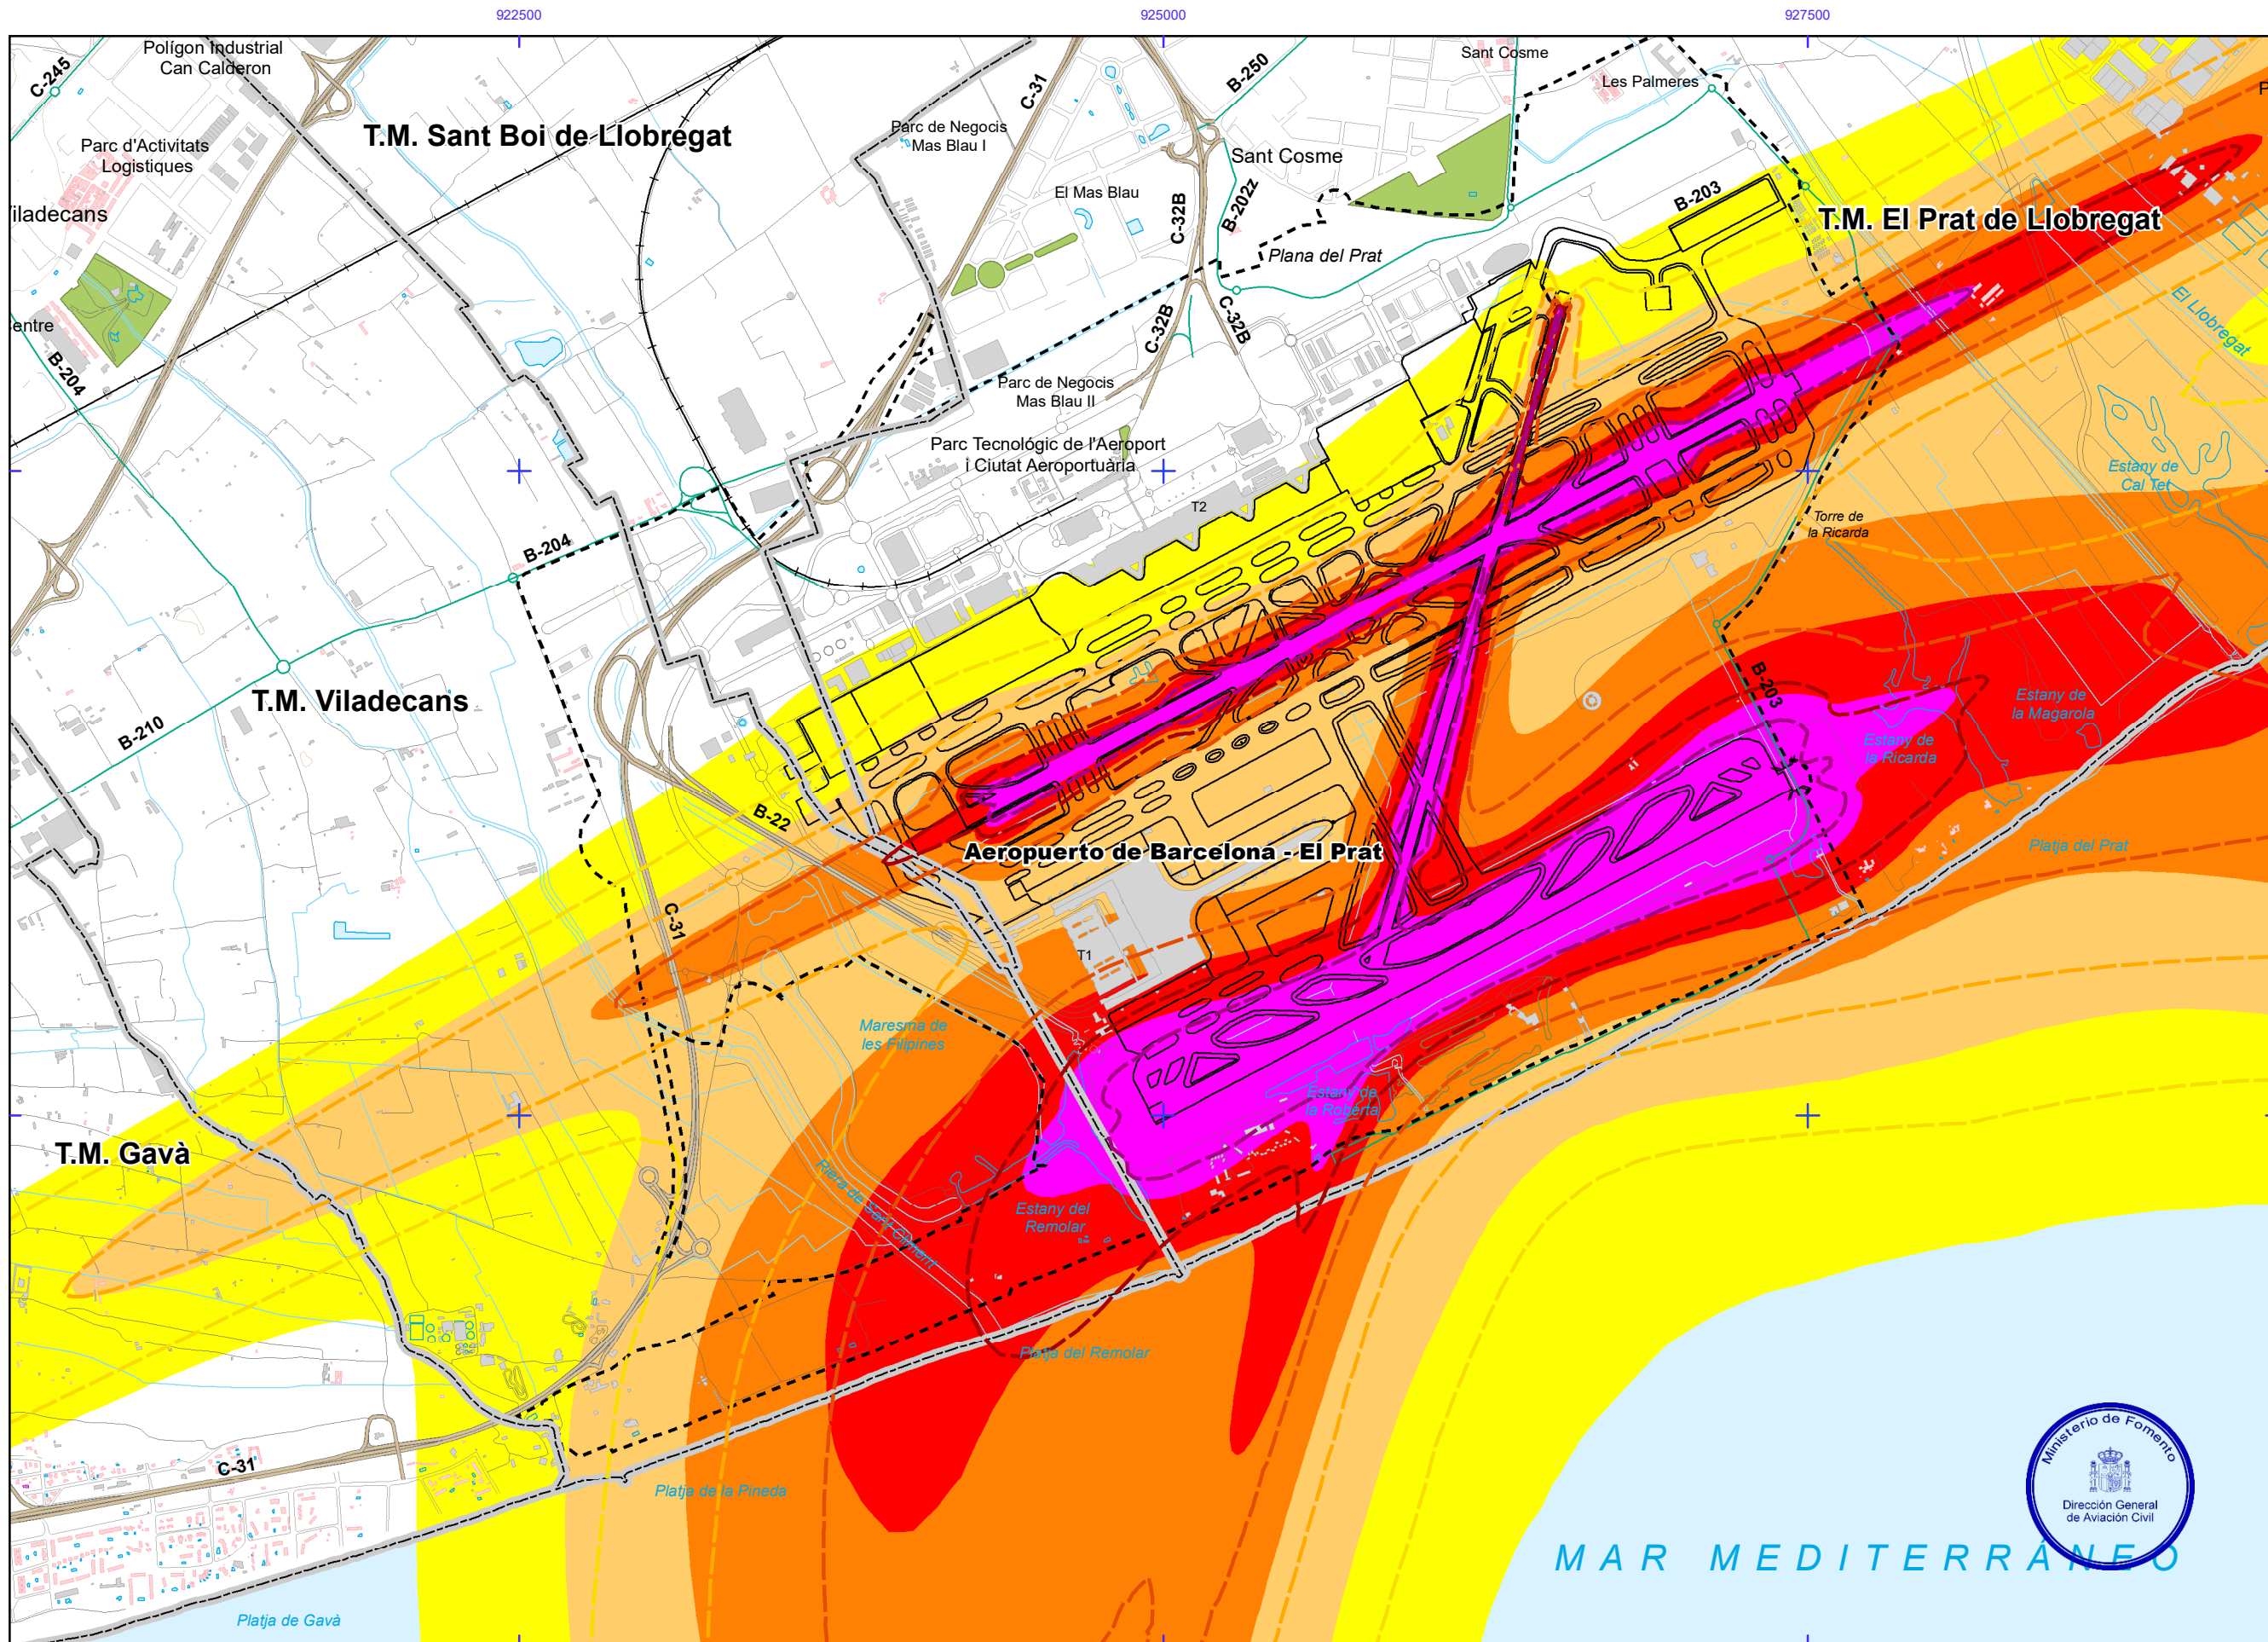 922500
925000
927500
Polígon Industrial
Can Calderon
C-245
Parc d'Activitats
Logistiques
T.M. Sant Boi de Llobregat
C-31
B-250
Parc de Negocis
Mas Blau I
El Mas Blau
Sant Cosme
Sant Cosme
Les Palmeres
iladecans
C-32B
B-202z
B-203
T.M. El Prat de Llobregat
Plana del Prat
El Llobregat
entre
B-204
C-32B
C-32B
Parc de Negocis
Mas Blau II
Parc Tecnológic de l'Aeroport
i Ciutat Aeroportuària
T2
Estany de
Cal Tet
Torre de
la Ricarda
B-204
T.M. Viladecans
B-210
B-203
Estany de
la Magarola
Estany de
la Ricarda
B-22
Aeropuerto de Barcelona - El Prat
Platja del Prat
C-31
T1
Maresma de
les Filipines
Estany de
la Roberta
T.M. Gavà
Riera de Sant Climent
Estany del
Remolar
Platja del Remolar
C-31
Platja de la Pineda
Platja de Gavà
Ministerio de Fomento
Dirección General
de Aviación Civil
MAR MEDITERRÁNEO